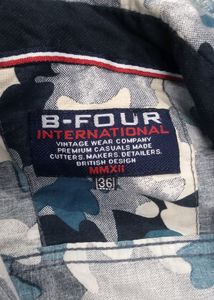 B-FOUR
INTERNATIONAL
VINTAGE WEAR COMPANY
PREMIUM CASUALS MADE
CUTTERS. MAKERS. DETAILERS.
BRITISH DESIGN
MMXII
36